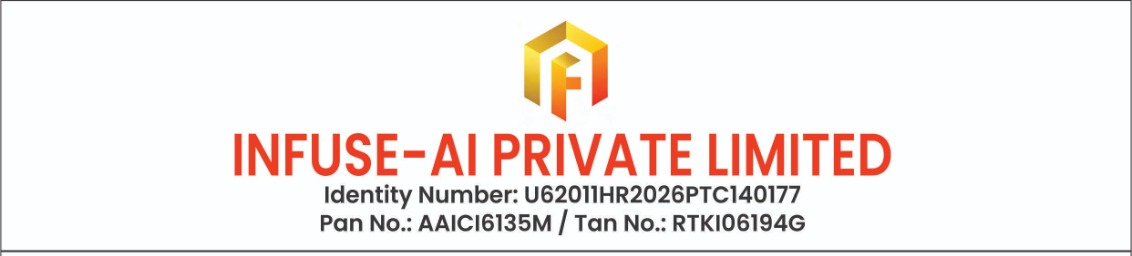 INFUSE-AI PRIVATE LIMITED
Identity Number: U62011HR2026PTC140177
Pan No.: AAICI6135M / Tan No.: RTKI06194G